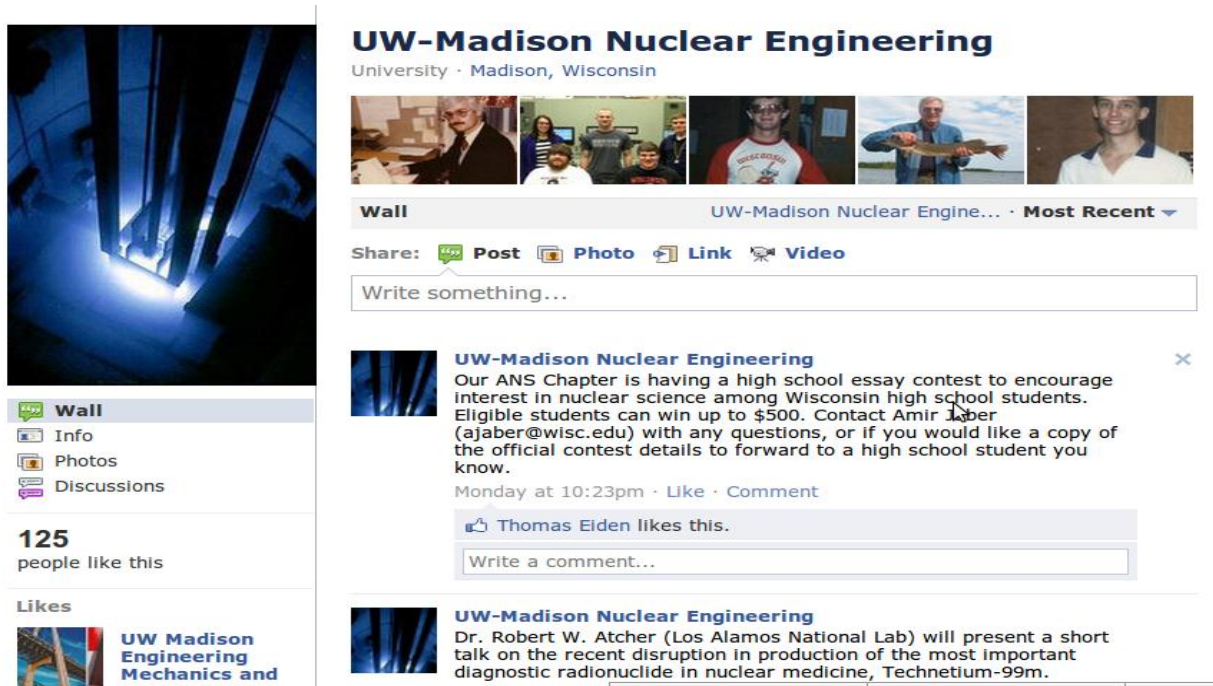 UW-Madison Nuclear Engineering
University · Madison, Wisconsin
wisconsin
Wall
UW-Madison Nuclear Engine... · Most Recent
Share: Post Photo Link Video
Write something...
UW-Madison Nuclear Engineering
Our ANS Chapter is having a high school essay contest to encourage
interest in nuclear science among Wisconsin high school students.
Eligible students can win up to $500. Contact Amir Jaber
(ajaber@wisc.edu) with any questions, or if you would like a copy of
the official contest details to forward to a high school student you
know.
Monday at 10:23pm · Like · Comment
Thomas Eiden likes this.
Write a comment...
UW-Madison Nuclear Engineering
Dr. Robert W. Atcher (Los Alamos National Lab) will present a short
talk on the recent disruption in production of the most important
diagnostic radionuclide in nuclear medicine, Technetium-99m.
Wall
Info
Photos
Discussions
125
people like this
Likes
UW Madison
Engineering
Mechanics and